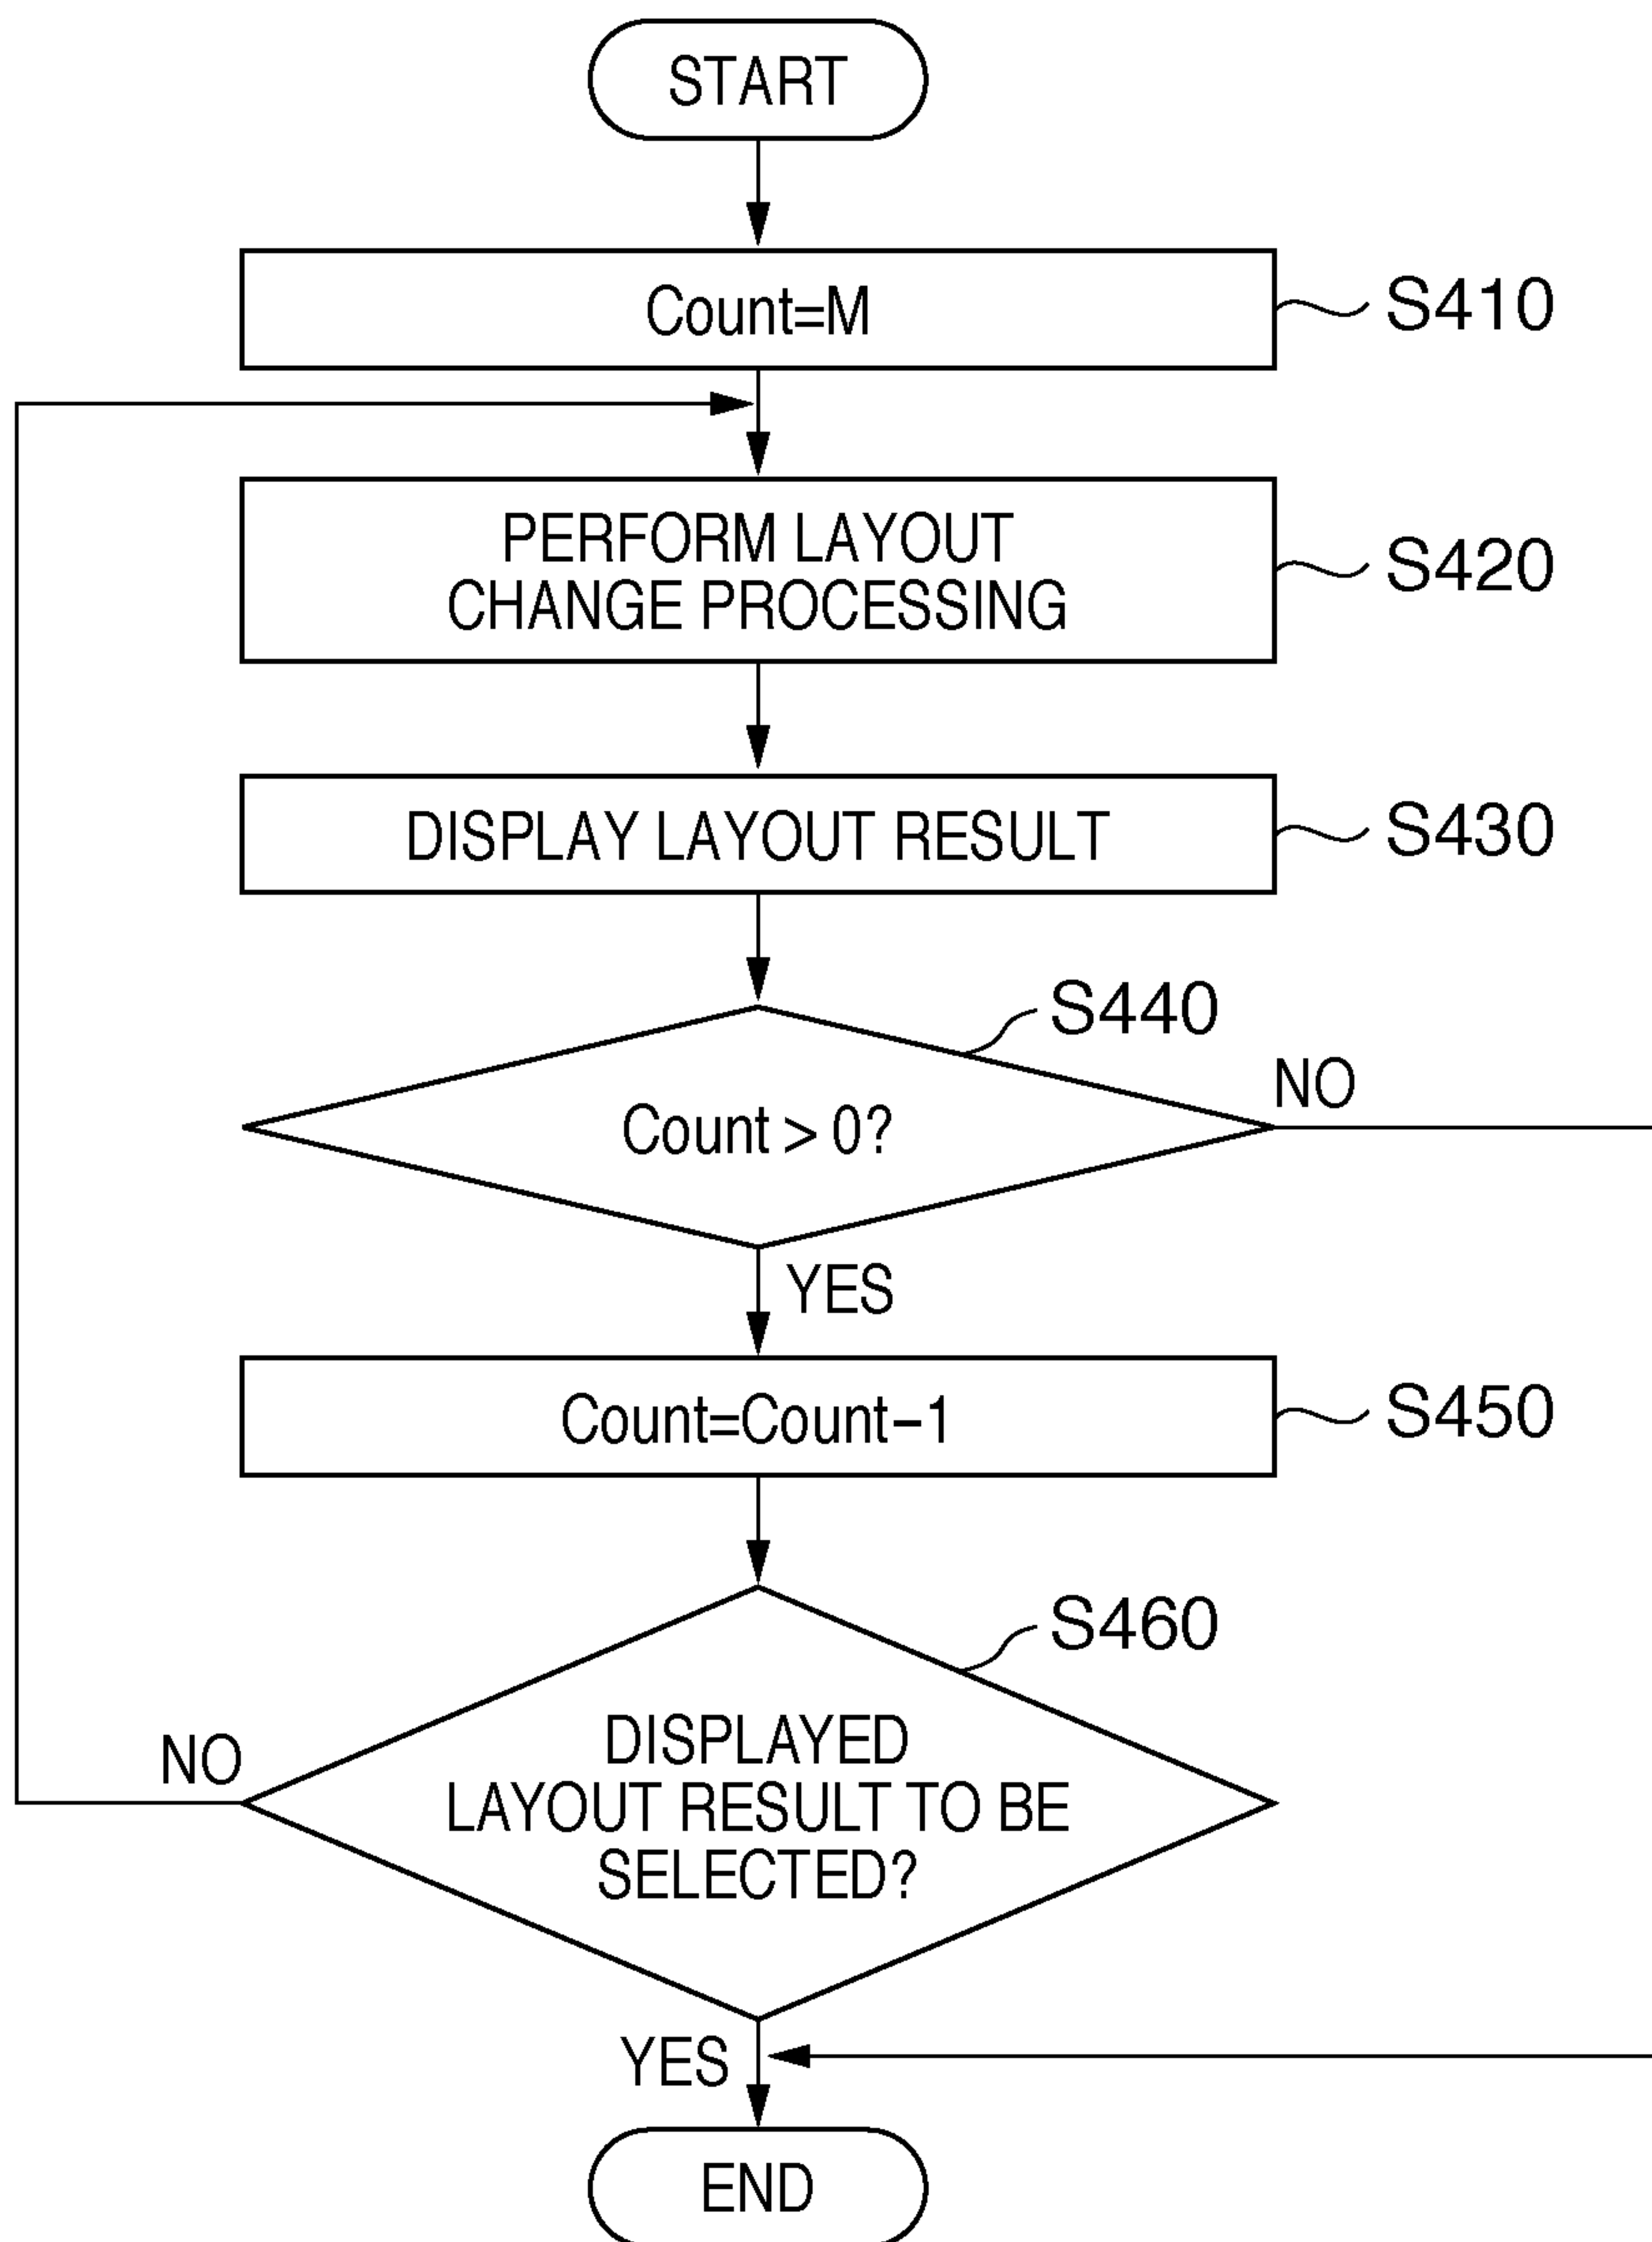 START
Count=M
S410
PERFORM LAYOUT
CHANGE PROCESSING
S420
DISPLAY LAYOUT RESULT
S430
S440
Count > 0?
NO
YES
Count=Count−1
S450
S460
DISPLAYED
LAYOUT RESULT TO BE
SELECTED?
NO
YES
END